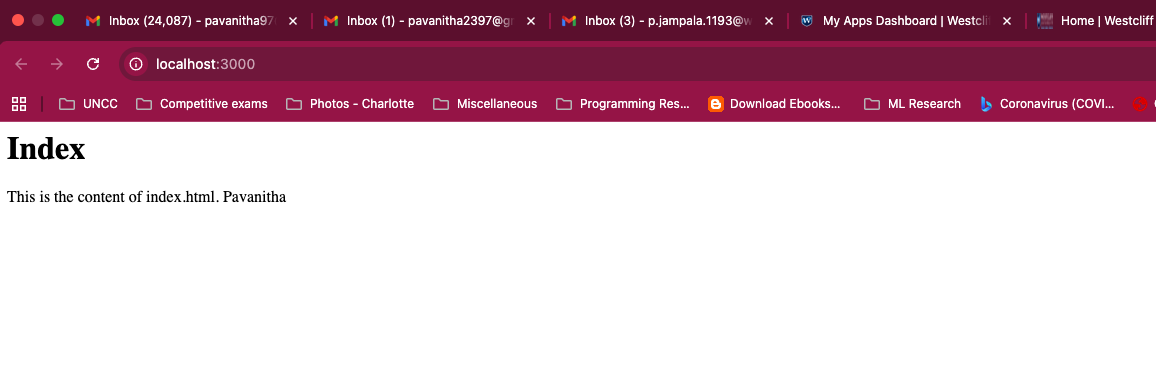 Inbox (24,087) - pavanitha97
Inbox (1) - pavanitha2397@g
Inbox (3) - p.jampala.1193@w
My Apps Dashboard | Westcli
Home | Westcliff
localhost:3000
UNCC
Competitive exams
Photos - Charlotte
Miscellaneous
Programming Res...
Download Ebooks...
ML Research
Coronavirus (COVI...
Index
This is the content of index.html. Pavanitha